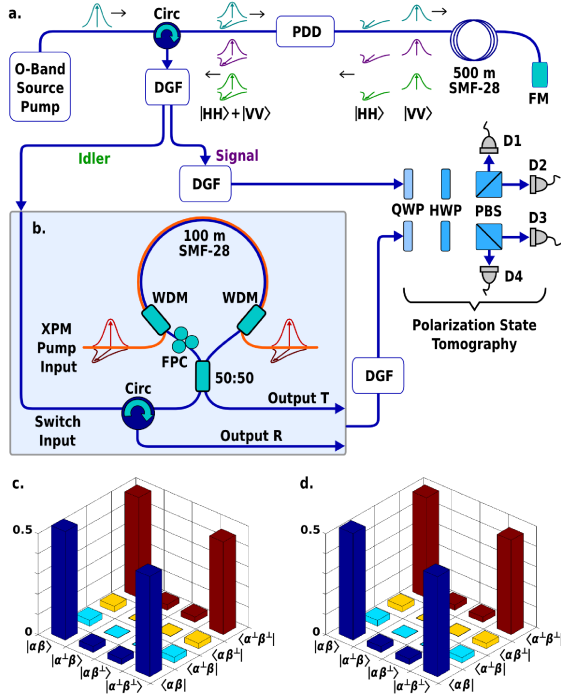 a.
Circ
O-Band
Source
Pump
PDD
DGF
|HH⟩+|VV⟩
|HH⟩
|VV⟩
500 m
SMF-28
FM
Idler
Signal
DGF
D1
D2
QWP
HWP
PBS
D3
D4
Polarization State
Tomography
DGF
b.
100 m
SMF-28
WDM
WDM
XPM
Pump
Input
FPC
50:50
Circ
Switch
Input
Output T
Output R
c.
0.5
0
|αβ⟩
|α⊥β⟩
|αβ⊥⟩
|α⊥β⊥⟩
⟨αβ|
⟨α⊥β|
⟨αβ⊥|
⟨α⊥β⊥|
d.
0.5
0
|αβ⟩
|α⊥β⟩
|αβ⊥⟩
|α⊥β⊥⟩
⟨αβ|
⟨α⊥β|
⟨αβ⊥|
⟨α⊥β⊥|